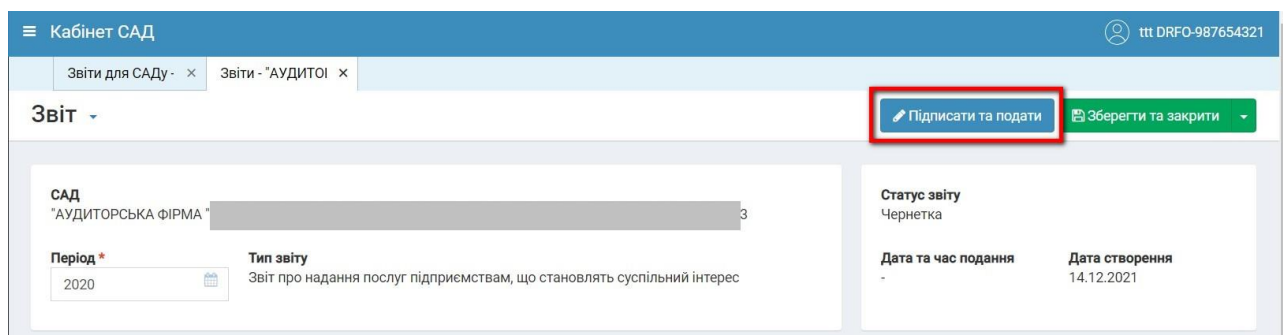 Кабінет САД
ttt DRFO-987654321
Звіти для САДу - ×
Звіти - "АУДИТОІ ×
Звіт
Підписати та подати
Зберегти та закрити
САД
"АУДИТОРСЬКА ФІРМА " 3
Статус звіту
Чернетка
Період * Тип звіту
2020 Звіт про надання послуг підприємствам, що становлять суспільний інтерес
Дата та час подання Дата створення
- 14.12.2021